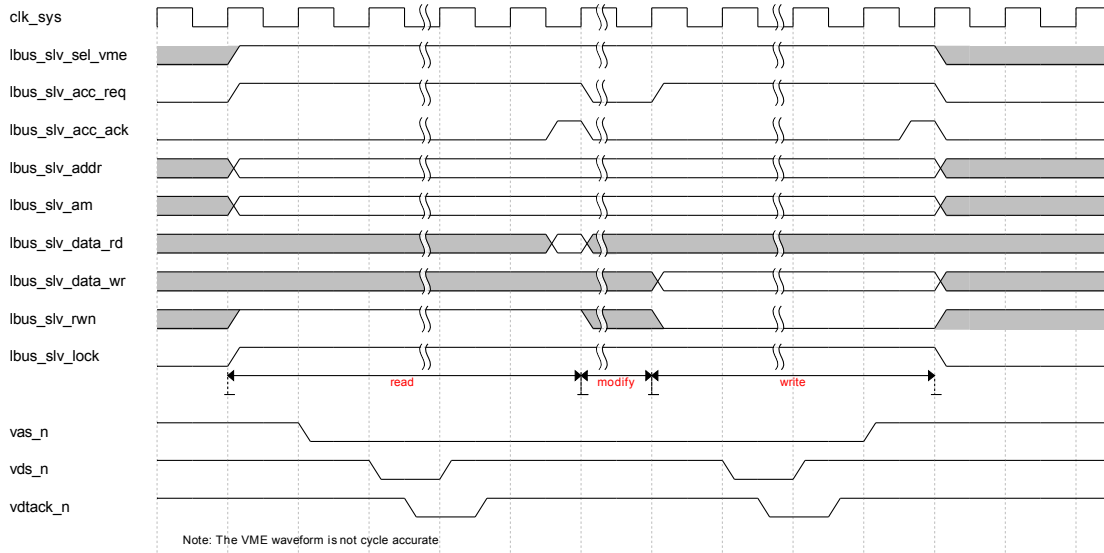 clk_sys
lbus_slv_sel_vme
lbus_slv_acc_req
lbus_slv_acc_ack
lbus_slv_addr
lbus_slv_am
lbus_slv_data_rd
lbus_slv_data_wr
lbus_slv_rwn
lbus_slv_lock
read modify write
vas_n
vds_n
vdtack_n
Note: The VME waveform is not cycle accurate